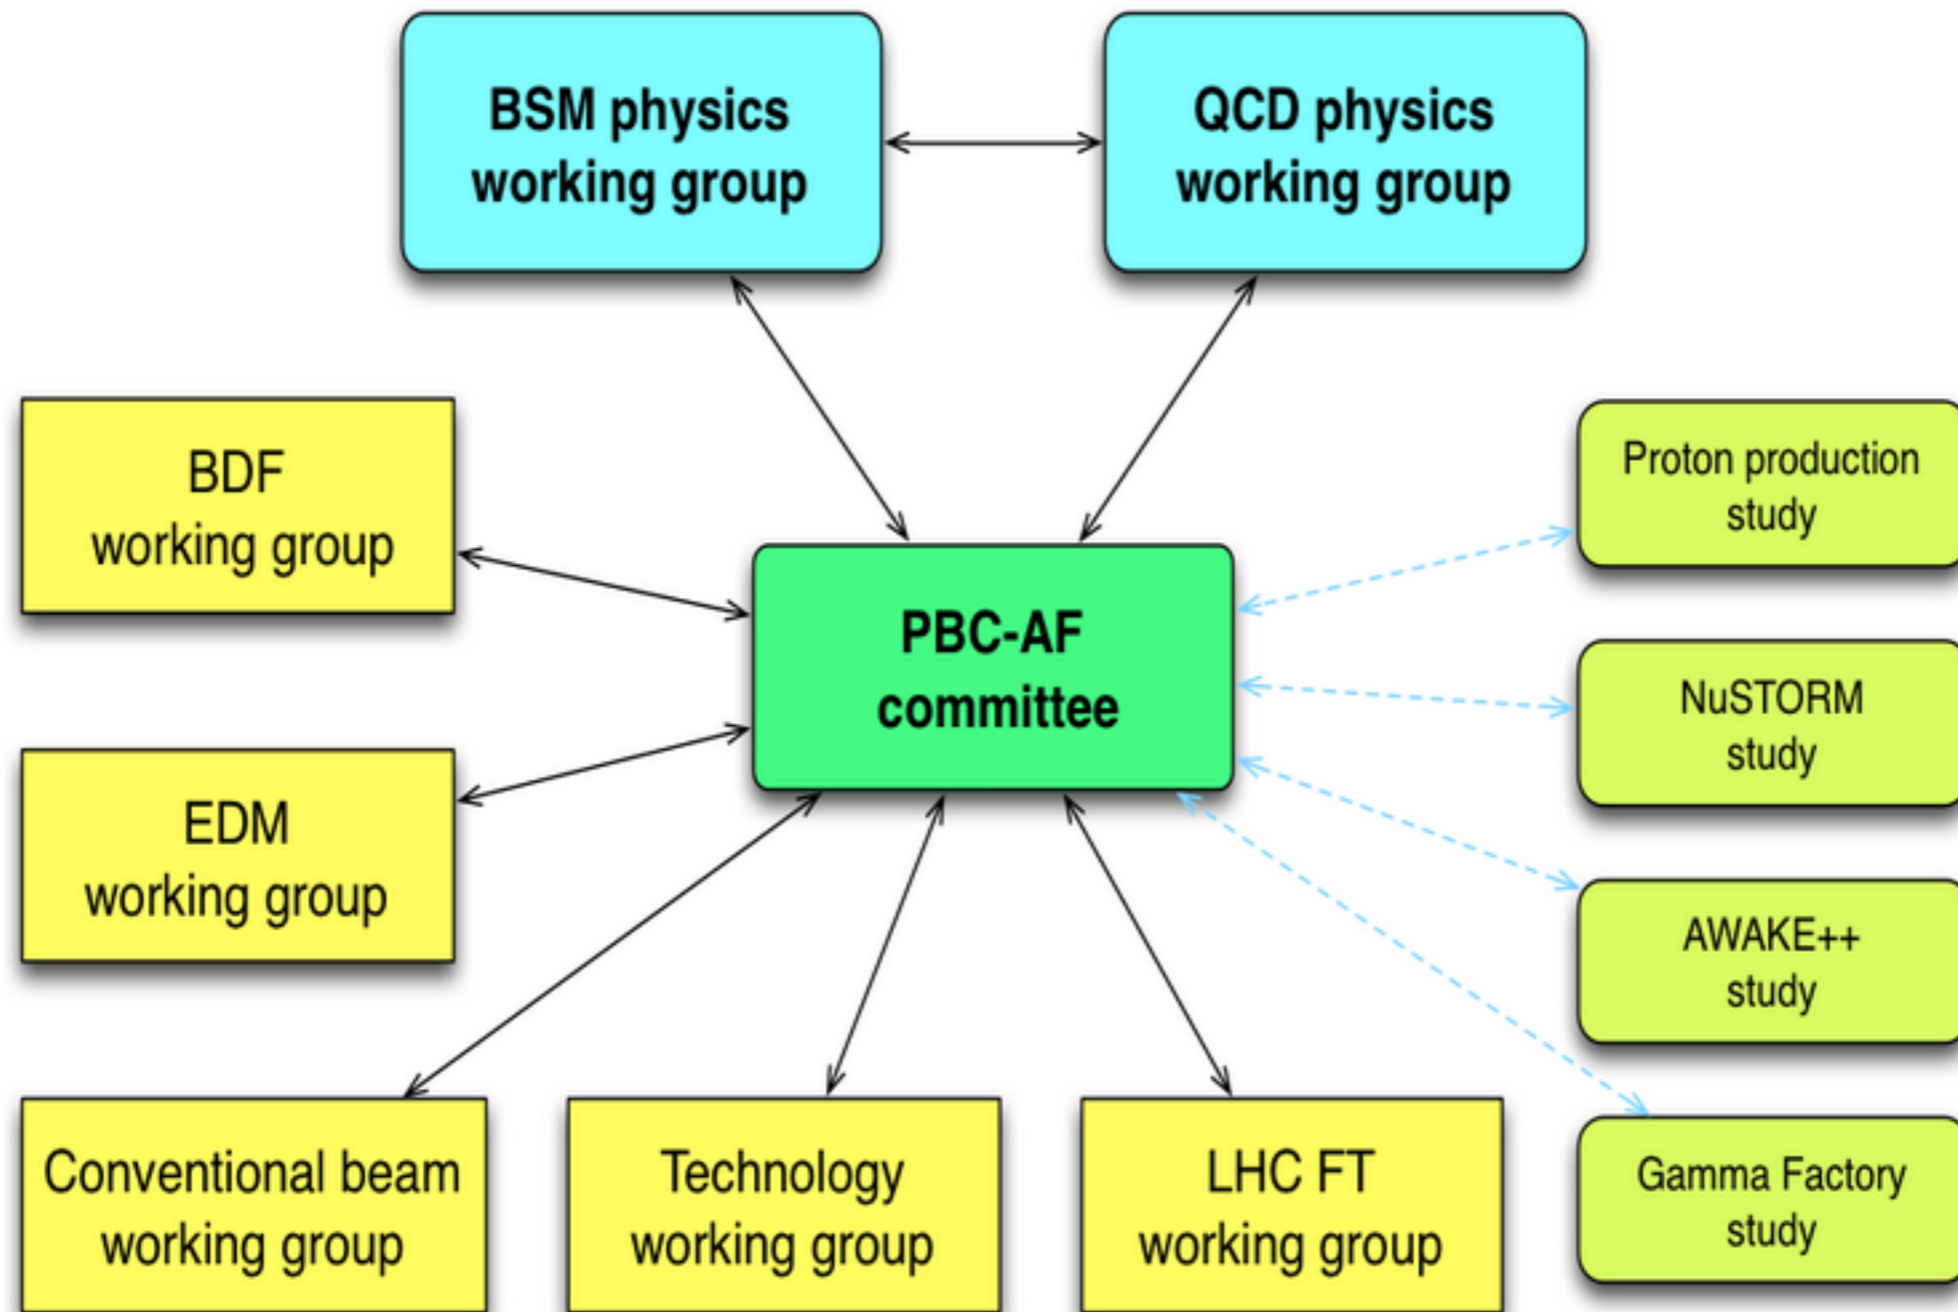 BSM physics
working group
QCD physics
working group
BDF
working group
Proton production
study
PBC-AF
committee
NuSTORM
study
EDM
working group
AWAKE++
study
Conventional beam
working group
Technology
working group
LHC FT
working group
Gamma Factory
study